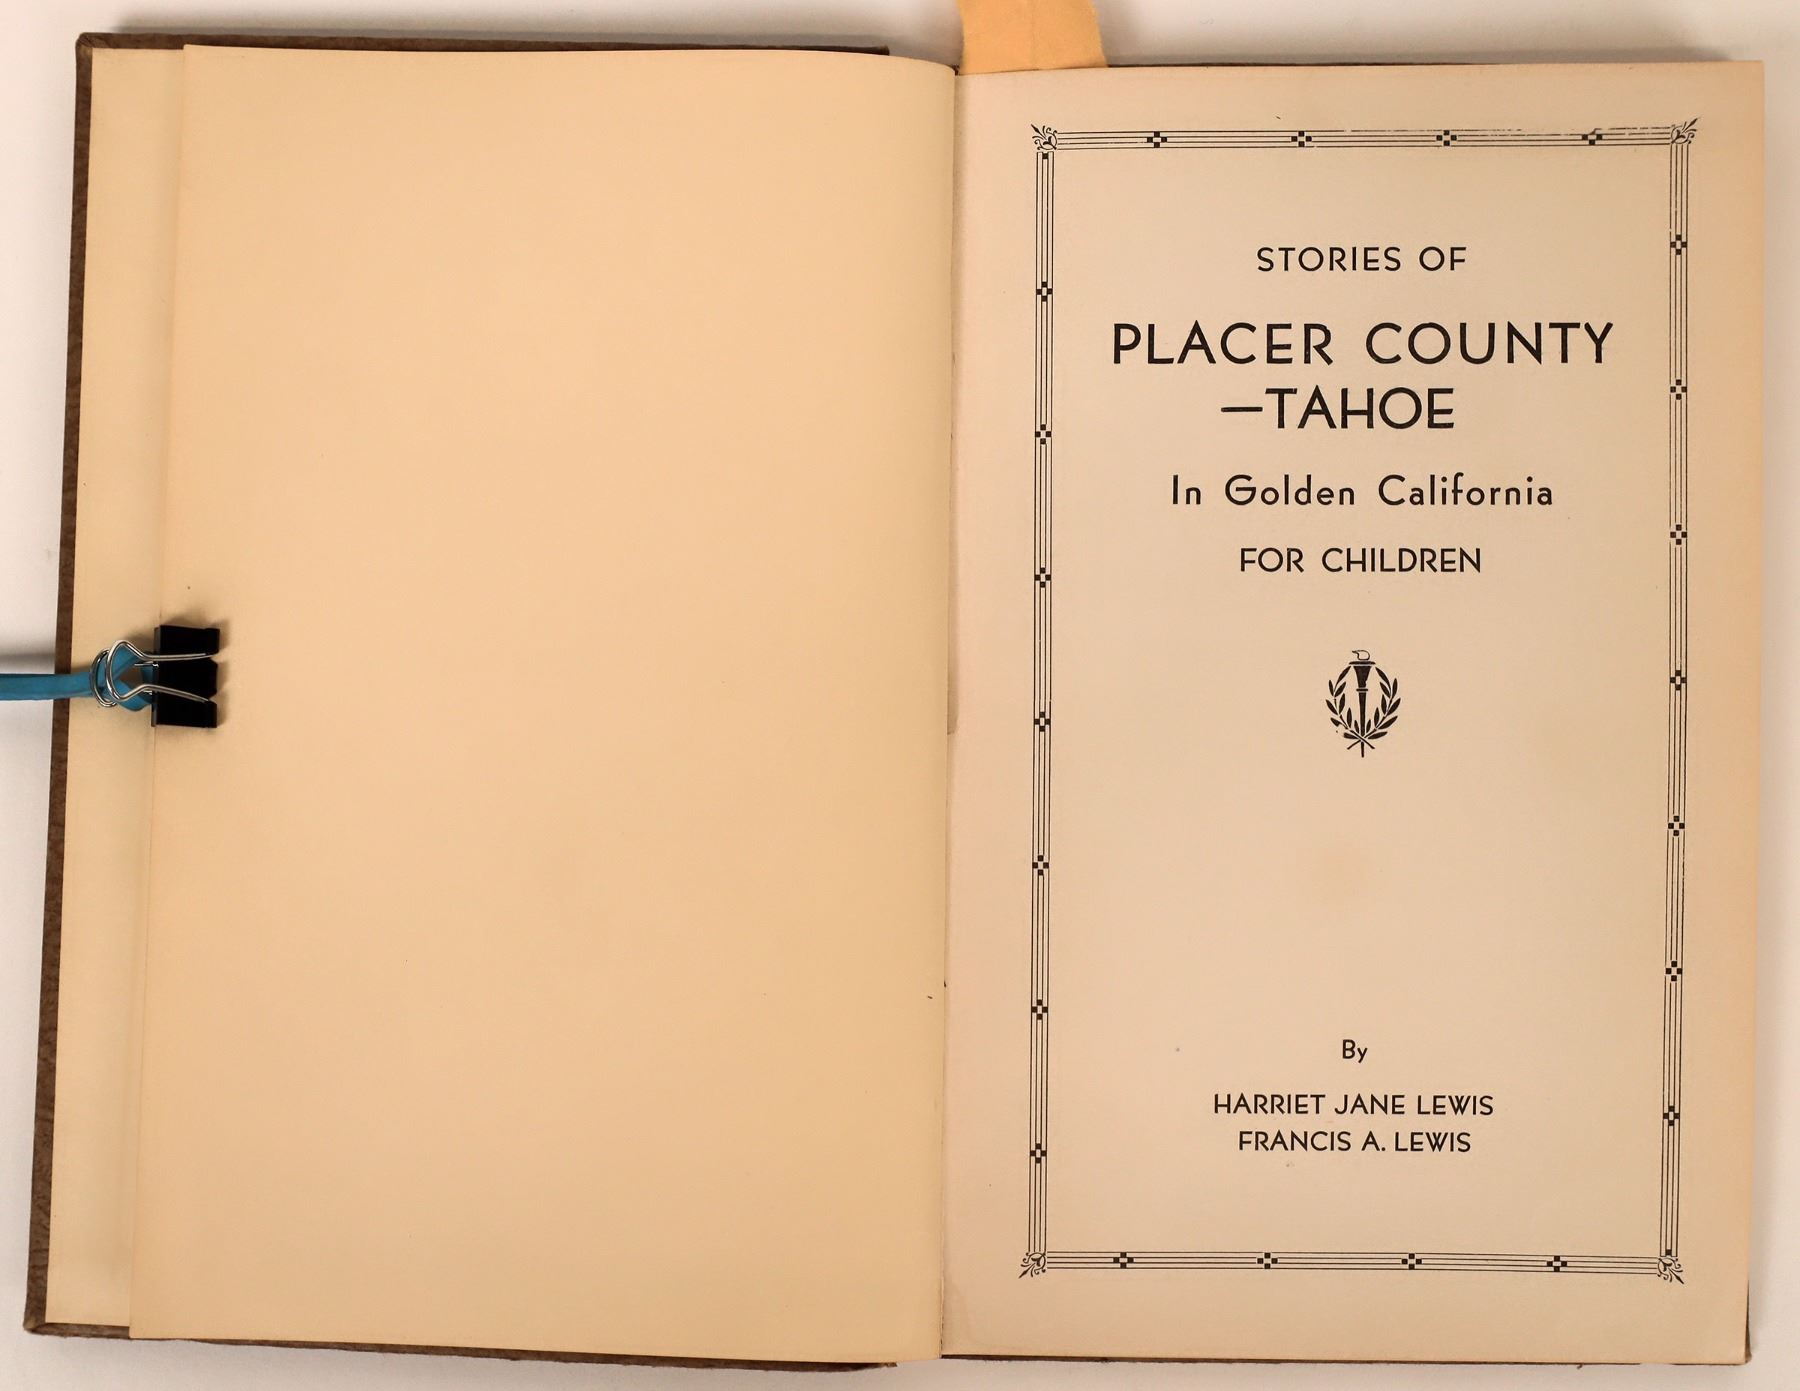 STORIES OF
PLACER COUNTY
—TAHOE
In Golden California
FOR CHILDREN
By
HARRIET JANE LEWIS
FRANCIS A. LEWIS